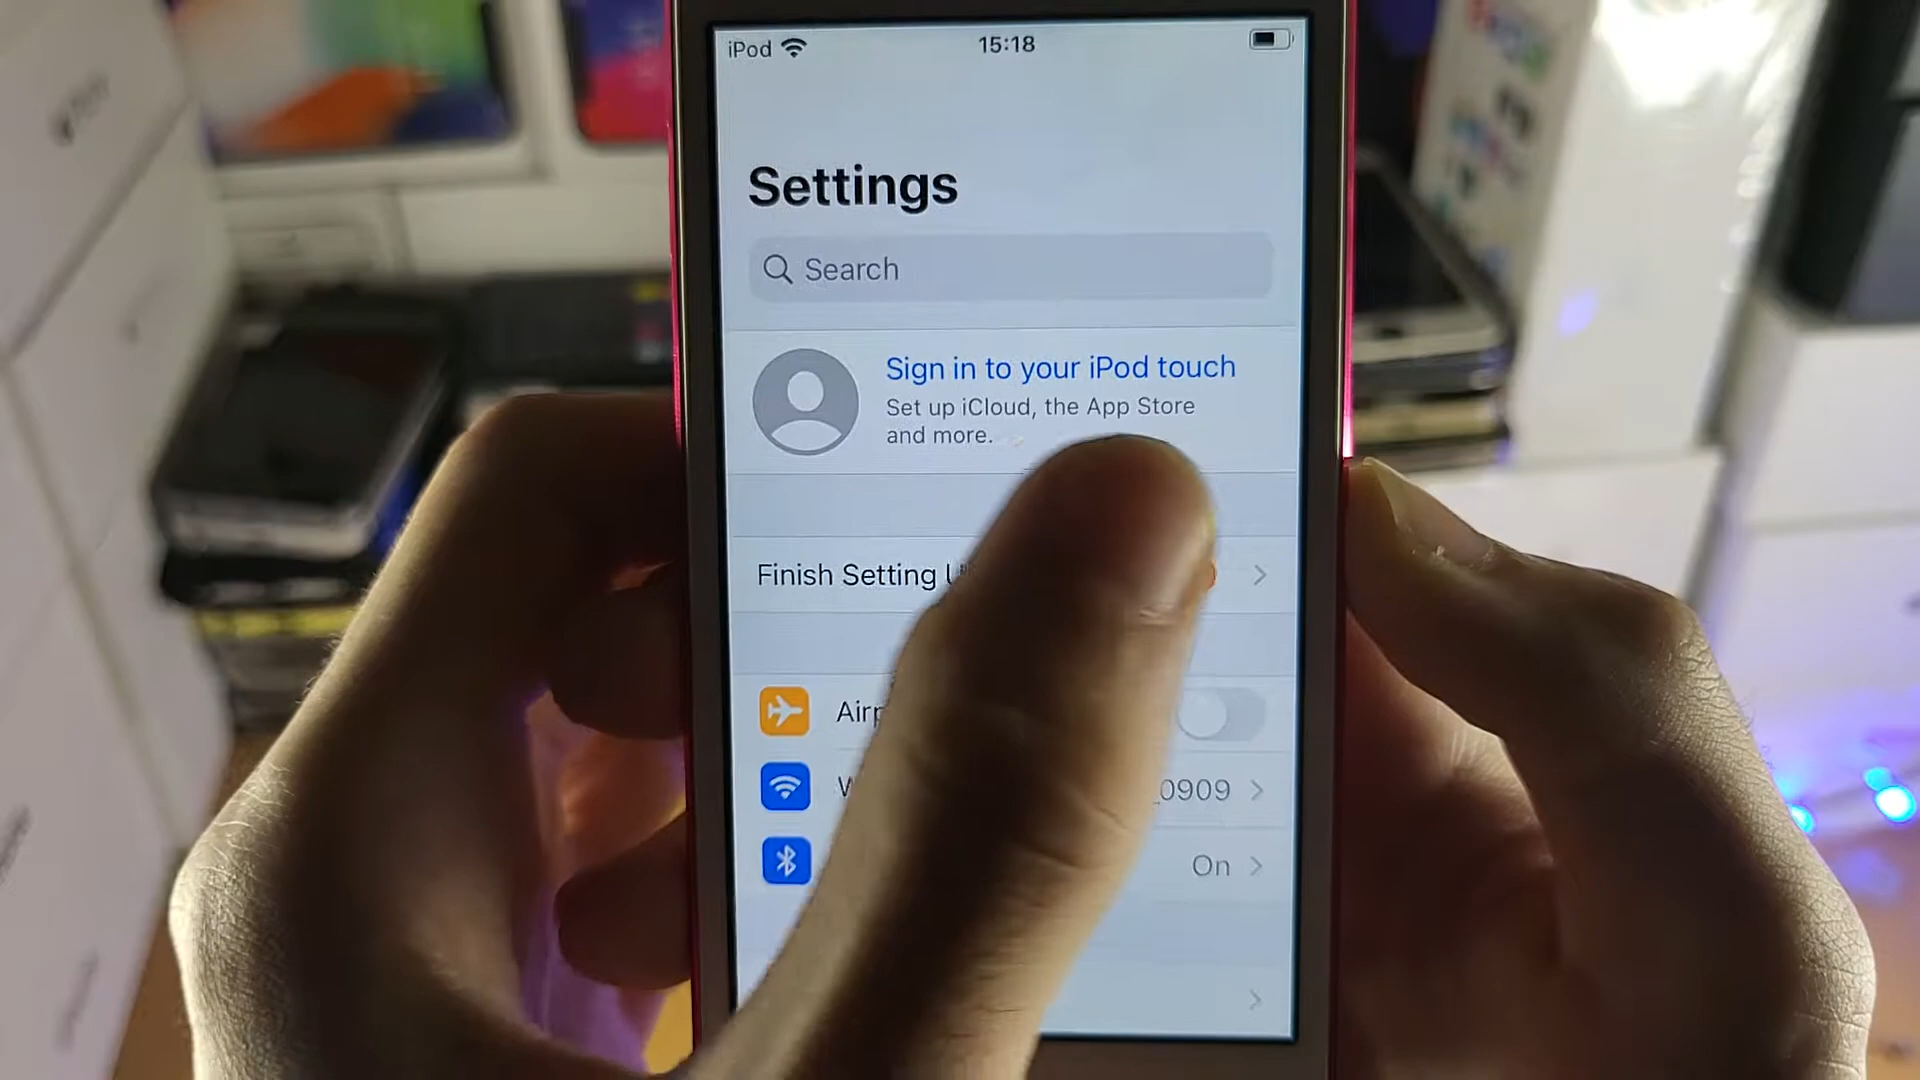 iPod
15:18
Settings
Search
Sign in to your iPod touch
Set up iCloud, the App Store
and more.
Finish Setting
0909
On